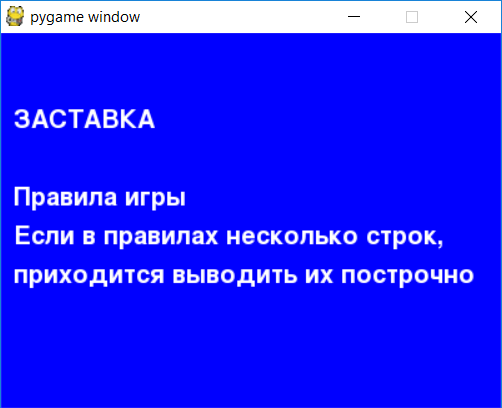 pygame window
ЗАСТАВКА
Правила игры
Если в правилах несколько строк,
приходится выводить их построчно